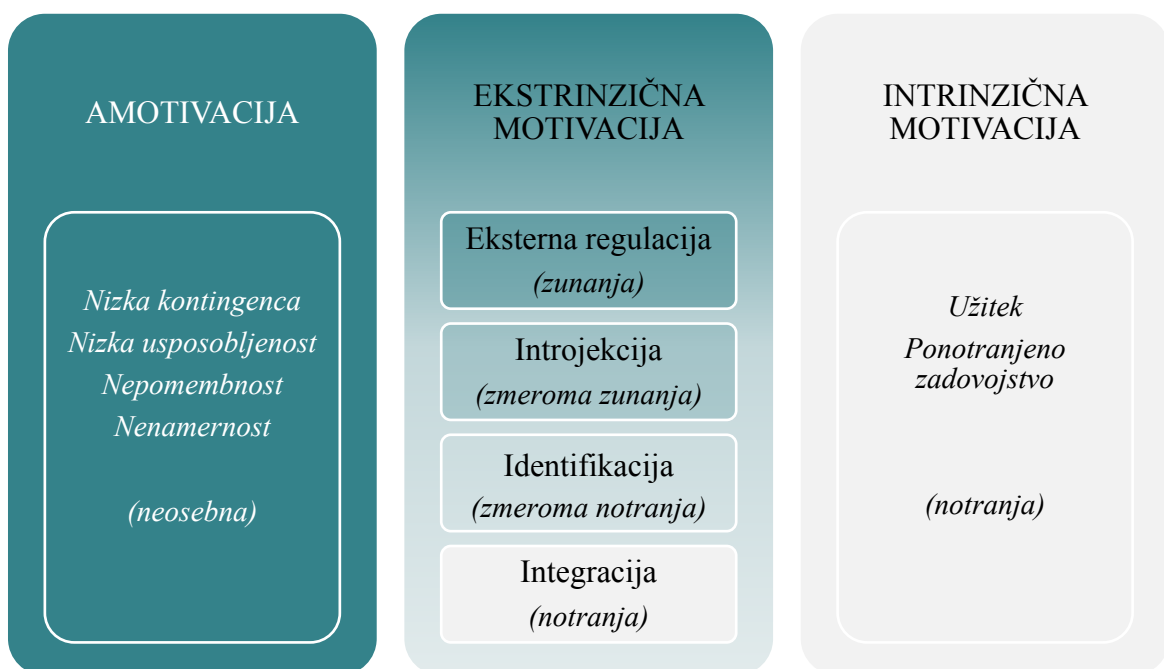 AMOTIVACIJA
Nizka kontingenca
Nizka usposobljenost
Nepomembnost
Nenamernost
(neosebna)
EKSTRINZIČNA
MOTIVACIJA
Eksterna regulacija
(zunanja)
Introjekcija
(zmeroma zunanja)
Identifikacija
(zmeroma notranja)
Integracija
(notranja)
INTRINZIČNA
MOTIVACIJA
Užitek
Ponotranjeno
zadovojstvo
(notranja)